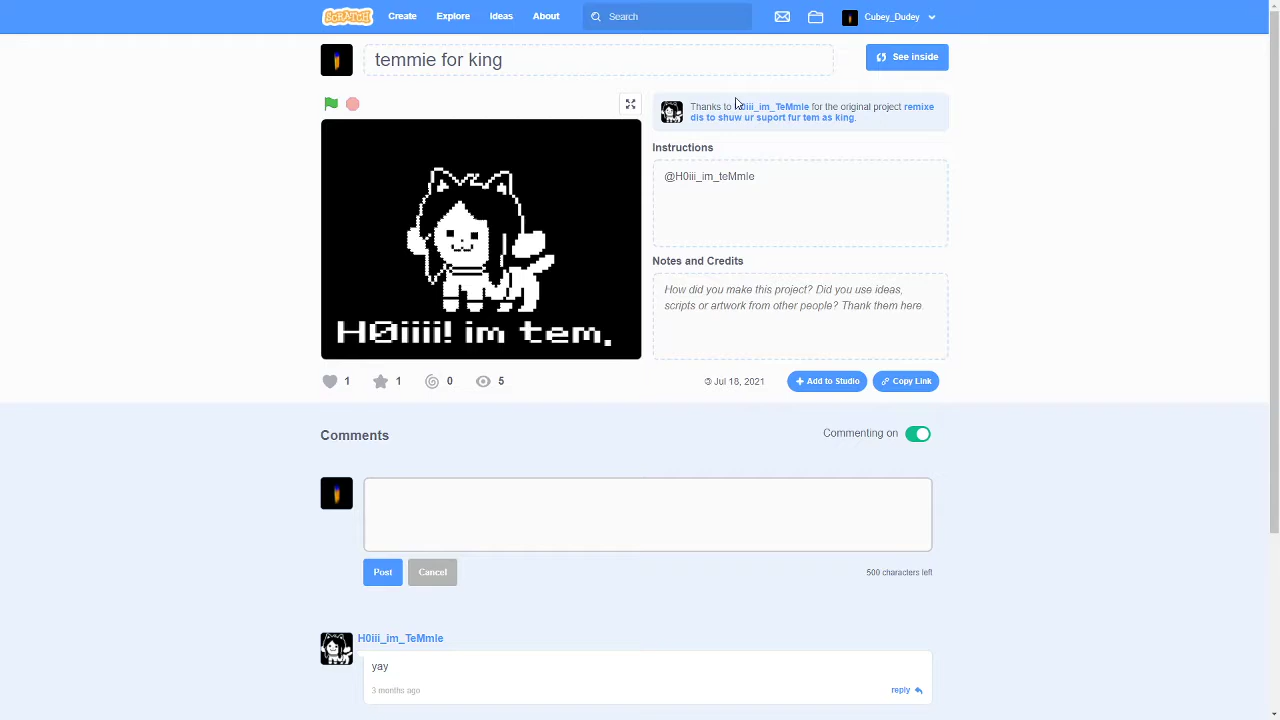 SCRATCH Create Explore Ideas About Search Cubey_Dudey
temmie for king
See inside
Thanks to H0iii_im_TeMmIe for the original project remixe
dis to shuw ur suport fur tem as king.
Instructions
@H0iii_im_teMmIe
H0iiii! im tem.
Notes and Credits
How did you make this project? Did you use ideas,
scripts or artwork from other people? Thank them here.
1 1 0 5
Jul 18, 2021
Add to Studio
Copy Link
Comments
Commenting on
Post
Cancel
500 characters left
H0iii_im_TeMmIe
yay
3 months ago
reply